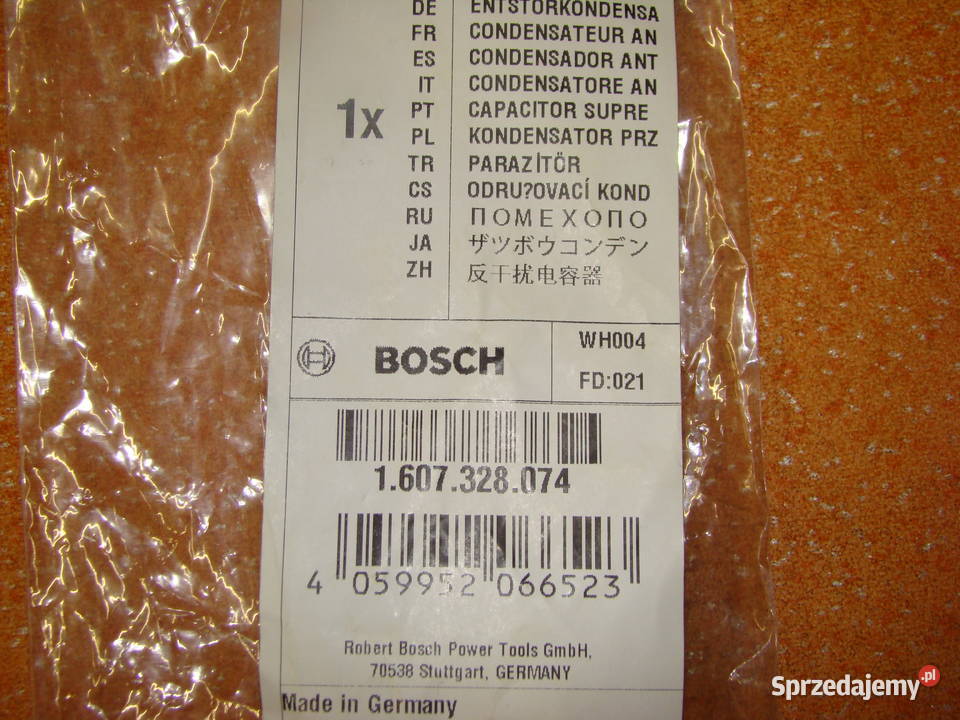 DE ENTSTÖRKONDENSA
FR CONDENSATEUR AN
ES CONDENSADOR ANT
IT CONDENSATORE AN
1x
PT CAPACITOR SUPRE
PL KONDENSATOR PRZ
TR PARAZİTÖR
CS ODRU?OVACÍ KOND
RU ПОМЕХОПО
JA ザツボウコンデン
ZH 反干扰电容器
BOSCH
WH004
FD:021
1.607.328.074
4 059952 066523
Robert Bosch Power Tools GmbH,
70538 Stuttgart, GERMANY
Made in Germany
Sprzedajemy.pl